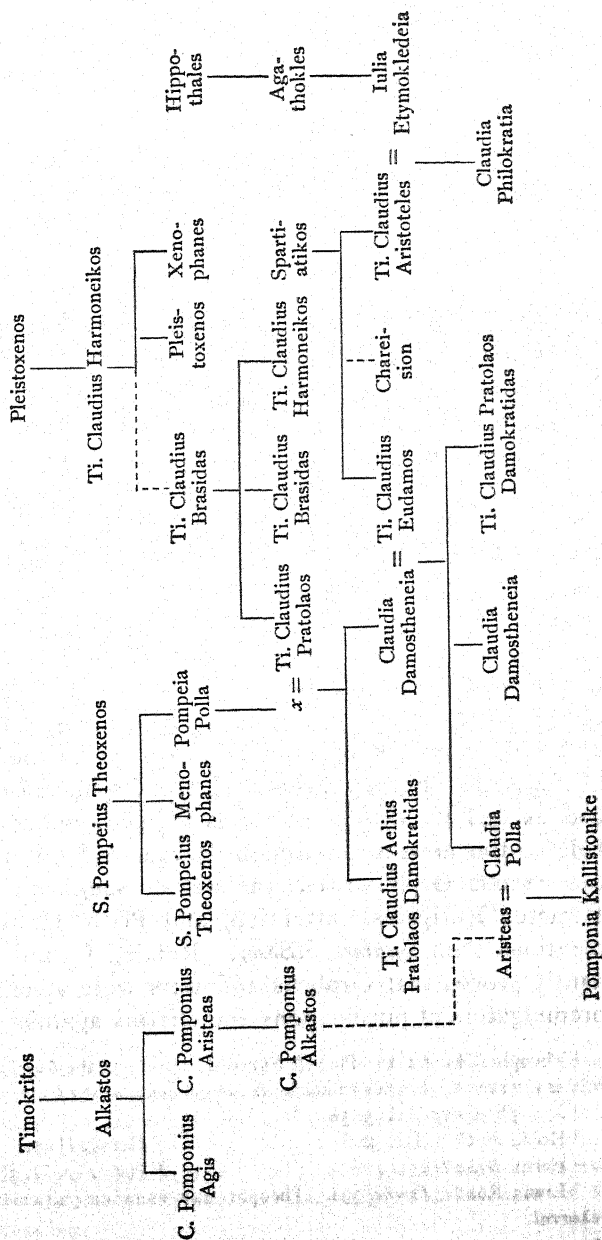 Timokritos
Alkastos
C. Pomponius
Agis
C. Pomponius
Aristeas
C. Pomponius
Alkastos
S. Pompeius Theoxenos
S. Pompeius
Theoxenos
Meno-
phanes
Pompeia
Polla
Pleistoxenos
Ti. Claudius Harmoneikos
Ti. Claudius
Brasidas
Pleis-
toxenos
Xeno-
phanes
Hippo-
thales
x =
Ti. Claudius
Pratolaos
Ti. Claudius
Brasidas
Ti. Claudius
Harmoneikos
Sparti-
atikos
Aga-
thokles
Ti. Claudius Aelius
Pratolaos Damokratidas
Claudia
Damostheneia
=
Ti. Claudius
Eudamos
Charei-
sion
Ti. Claudius
Aristoteles
=
Iulia
Etymokledeia
Aristeas =
Claudia
Polla
Claudia
Damostheneia
Ti. Claudius Pratolaos
Damokratidas
Claudia
Philokratia
Pomponia Kallistonike